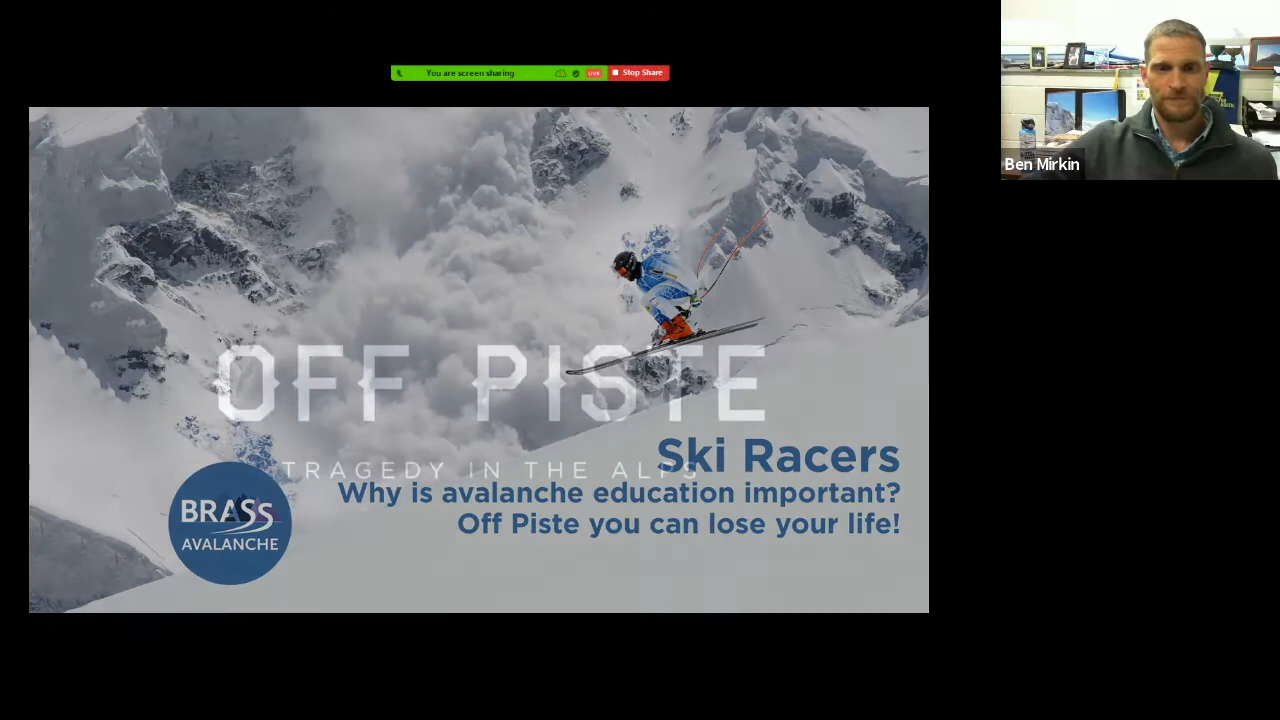 You are screen sharing
LIVE
Stop Share
Ben Mirkin
OFF PISTE
TRAGEDY IN THE ALPS
Ski Racers
Why is avalanche education important?
Off Piste you can lose your life!
BRASS
AVALANCHE